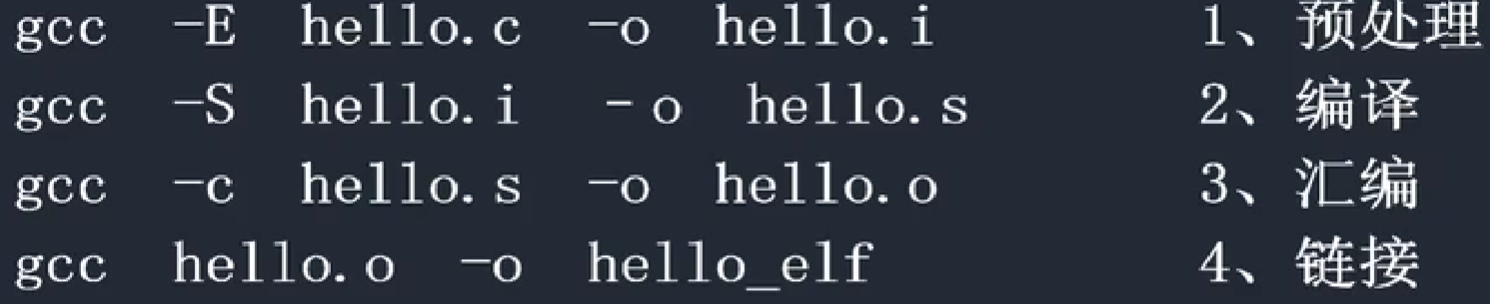 gcc -E hello.c -o hello.i 1、预处理
gcc -S hello.i -o hello.s 2、编译
gcc -c hello.s -o hello.o 3、汇编
gcc hello.o -o hello_elf 4、链接